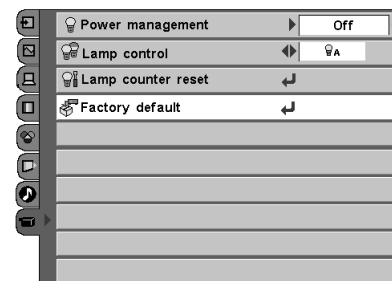 Power management Off
Lamp control A
Lamp counter reset
Factory default